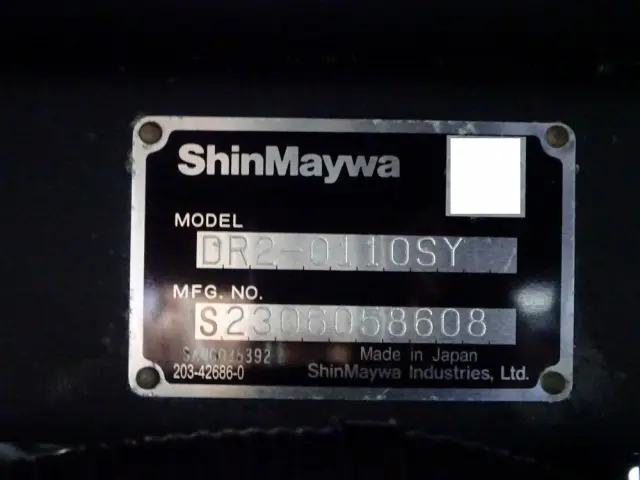 ShinMaywa
MODEL
DR2-0110SY
MFG. NO.
S2306058608
Made in Japan
203-42686-0
ShinMaywa Industries, Ltd.